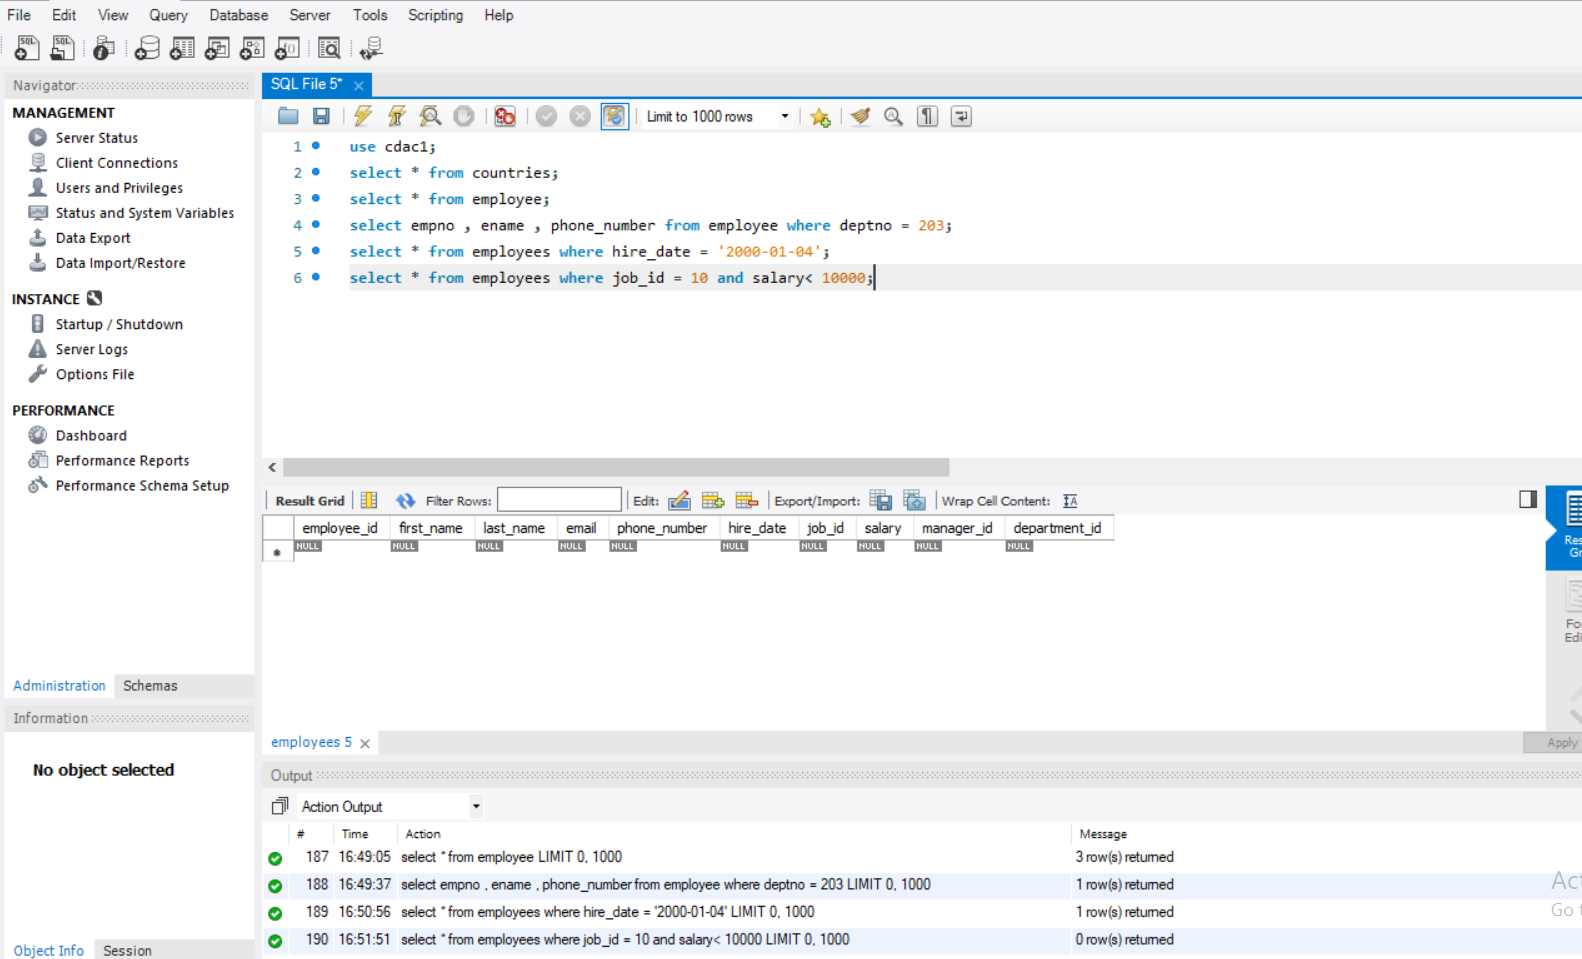 File Edit View Query Database Server Tools Scripting Help
Navigator
MANAGEMENT
Server Status
Client Connections
Users and Privileges
Status and System Variables
Data Export
Data Import/Restore
INSTANCE
Startup / Shutdown
Server Logs
Options File
PERFORMANCE
Dashboard
Performance Reports
Performance Schema Setup
Administration Schemas
Information
No object selected
Object Info Session
SQL File 5*
Limit to 1000 rows
1 use cdac1;
2 select * from countries;
3 select * from employee;
4 select empno , ename , phone_number from employee where deptno = 203;
5 select * from employees where hire_date = '2000-01-04';
6 select * from employees where job_id = 10 and salary< 10000;
Result Grid Filter Rows: Edit: Export/Import: Wrap Cell Content:
employee_id first_name last_name email phone_number hire_date job_id salary manager_id department_id
NULL NULL NULL NULL NULL NULL NULL NULL NULL NULL
Res
Gr
Fo
Edi
employees 5
Apply
Output
Action Output
# Time Action Message
187 16:49:05 select * from employee LIMIT 0, 1000 3 row(s) returned
188 16:49:37 select empno , ename , phone_number from employee where deptno = 203 LIMIT 0, 1000 1 row(s) returned
189 16:50:56 select * from employees where hire_date = '2000-01-04' LIMIT 0, 1000 1 row(s) returned
190 16:51:51 select * from employees where job_id = 10 and salary< 10000 LIMIT 0, 1000 0 row(s) returned
Act
Go t